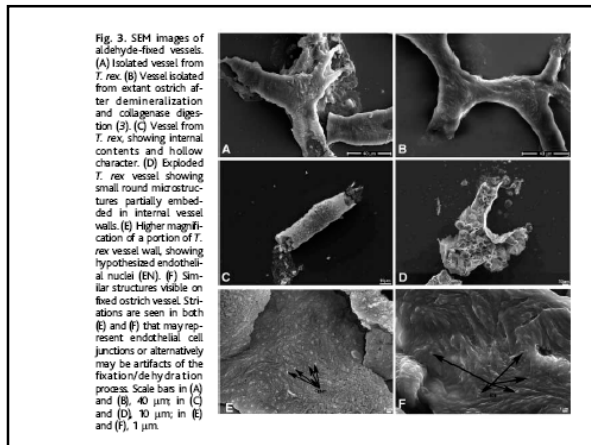 Fig. 3. SEM images of
aldehyde-fixed vessels.
(A) Isolated vessel from
T. rex. (B) Vessel isolated
from extant ostrich af-
ter demineralization
and collagenase diges-
tion (3). (C) Vessel from
T. rex, showing internal
contents and hollow
character. (D) Exploded
T. rex vessel showing
small round microstruc-
tures partially embed-
ded in internal vessel
walls. (E) Higher magnifi-
cation of a portion of T.
rex vessel wall, showing
hypothesized endotheli-
al nuclei (EN). (F) Sim-
ilar structures visible on
fixed ostrich vessel. Stri-
ations are seen in both
(E) and (F) that may rep-
resent endothelial cell
junctions or alternatively
may be artifacts of the
fixation/dehydration
process. Scale bars in (A)
and (B), 40 μm; in (C)
and (D), 10 μm; in (E)
and (F), 1 μm.
A
B
C
D
E
F